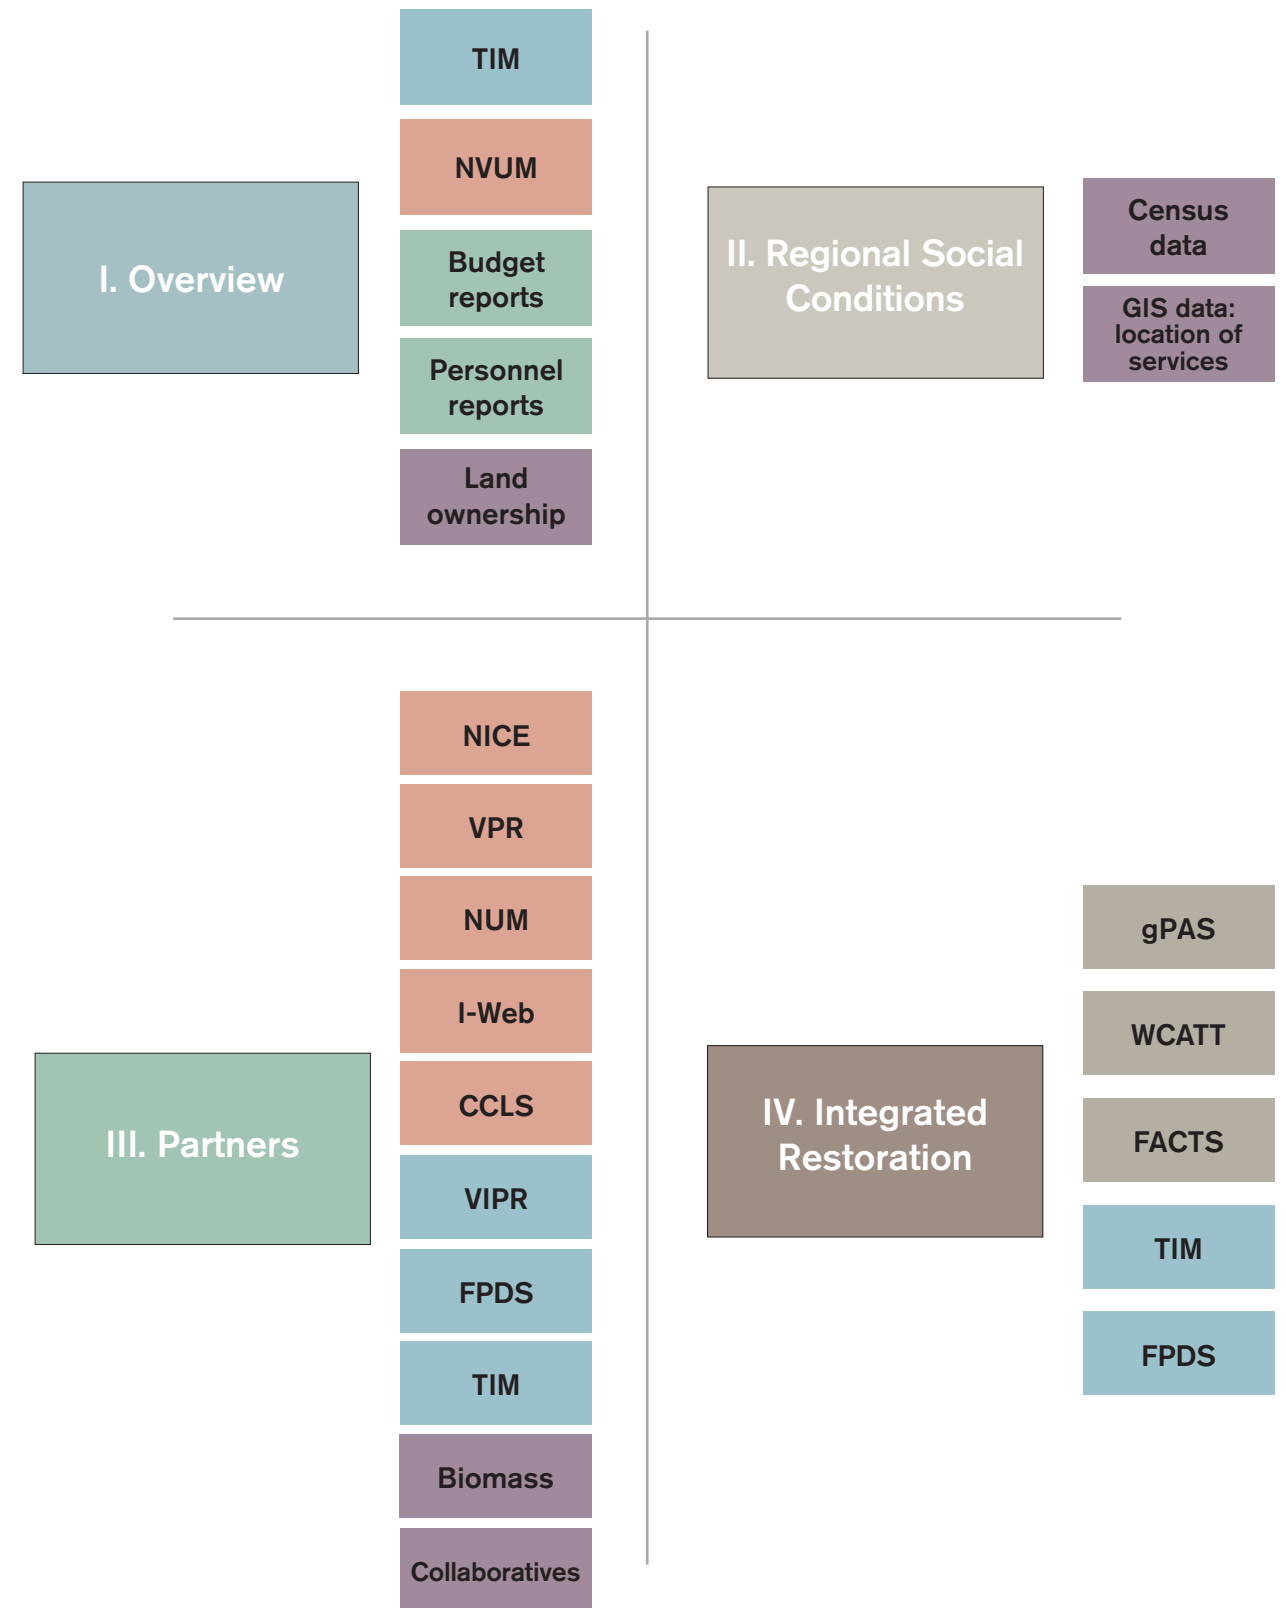 I. Overview
TIM
NVUM
Budget
reports
Personnel
reports
Land
ownership
II. Regional Social
Conditions
Census
data
GIS data:
location of
services
III. Partners
NICE
VPR
NUM
I-Web
CCLS
VIPR
FPDS
TIM
Biomass
Collaboratives
IV. Integrated
Restoration
gPAS
WCATT
FACTS
TIM
FPDS